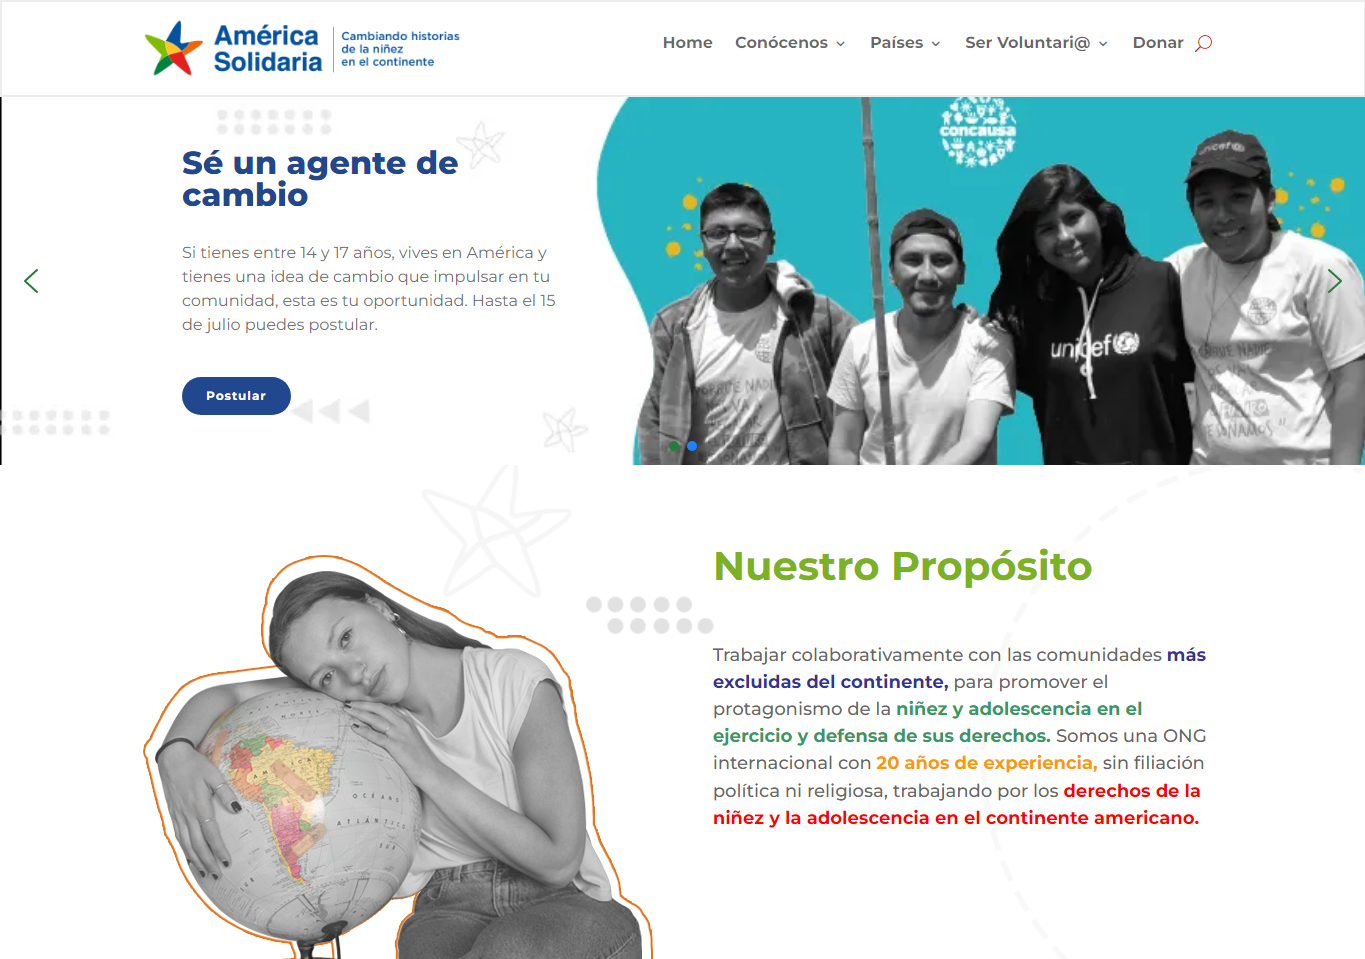 América
Solidaria
Cambiando historias
de la niñez
en el continente
Home Conócenos Países Ser Voluntari@ Donar
Sé un agente de
cambio
Si tienes entre 14 y 17 años, vives en América y
tienes una idea de cambio que impulsar en tu
comunidad, esta es tu oportunidad. Hasta el 15
de julio puedes postular.
Postular
concausa
unicef
unicef
Nuestro Propósito
Trabajar colaborativamente con las comunidades más
excluidas del continente, para promover el
protagonismo de la niñez y adolescencia en el
ejercicio y defensa de sus derechos. Somos una ONG
internacional con 20 años de experiencia, sin filiación
política ni religiosa, trabajando por los derechos de la
niñez y la adolescencia en el continente americano.
AMÉRICA
OCÉANO
ATLÁNTICO